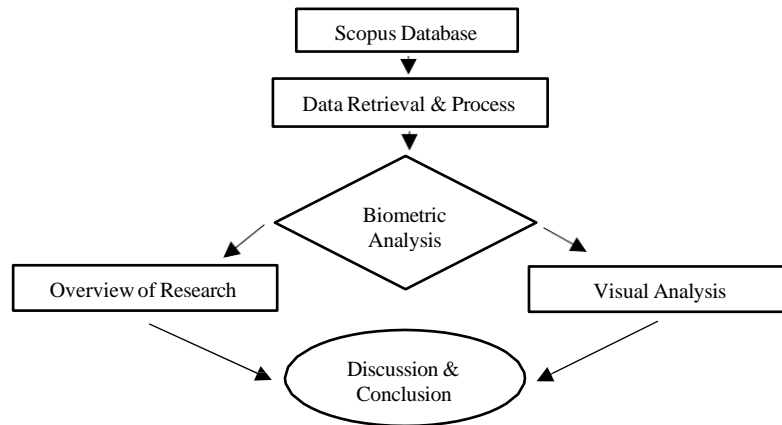 Scopus Database
Data Retrieval & Process
Biometric
Analysis
Overview of Research
Visual Analysis
Discussion &
Conclusion